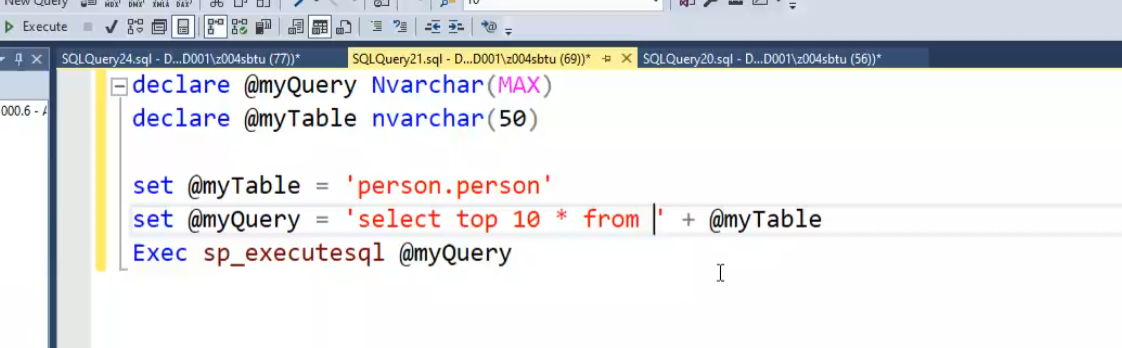 New Query
Execute
SQLQuery24.sql - D...D001\z004sbtu (77))*
SQLQuery21.sql - D...D001\z004sbtu (69))*
SQLQuery20.sql - D...D001\z004sbtu (56))*
declare @myQuery Nvarchar(MAX)
000.6 - A
declare @myTable nvarchar(50)
set @myTable = 'person.person'
set @myQuery = 'select top 10 * from ' + @myTable
Exec sp_executesql @myQuery